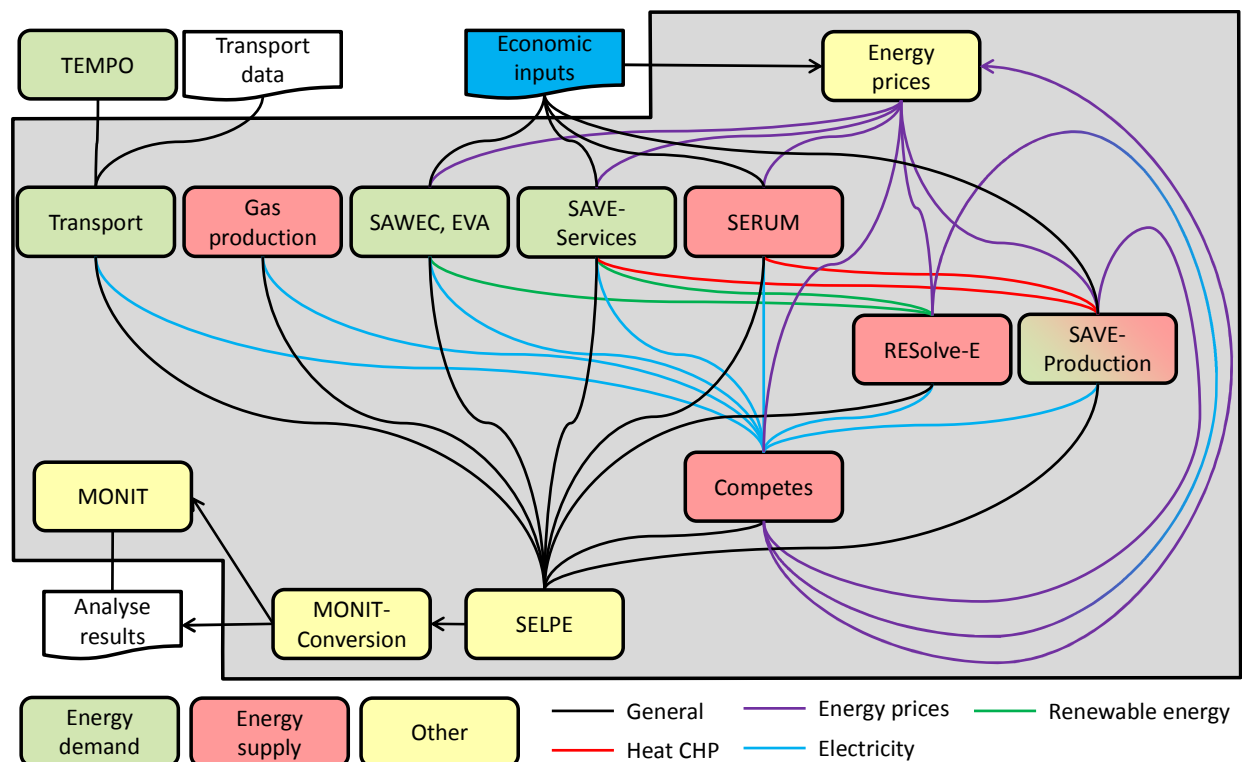 TEMPO
Transport
data
Economic
inputs
Energy
prices
Transport
Gas
production
SAWEC, EVA
SAVE-
Services
SERUM
RESolve-E
SAVE-
Production
MONIT
Competes
Analyse
results
MONIT-
Conversion
SELPE
Energy
demand
Energy
supply
Other
General
Energy prices
Renewable energy
Heat CHP
Electricity